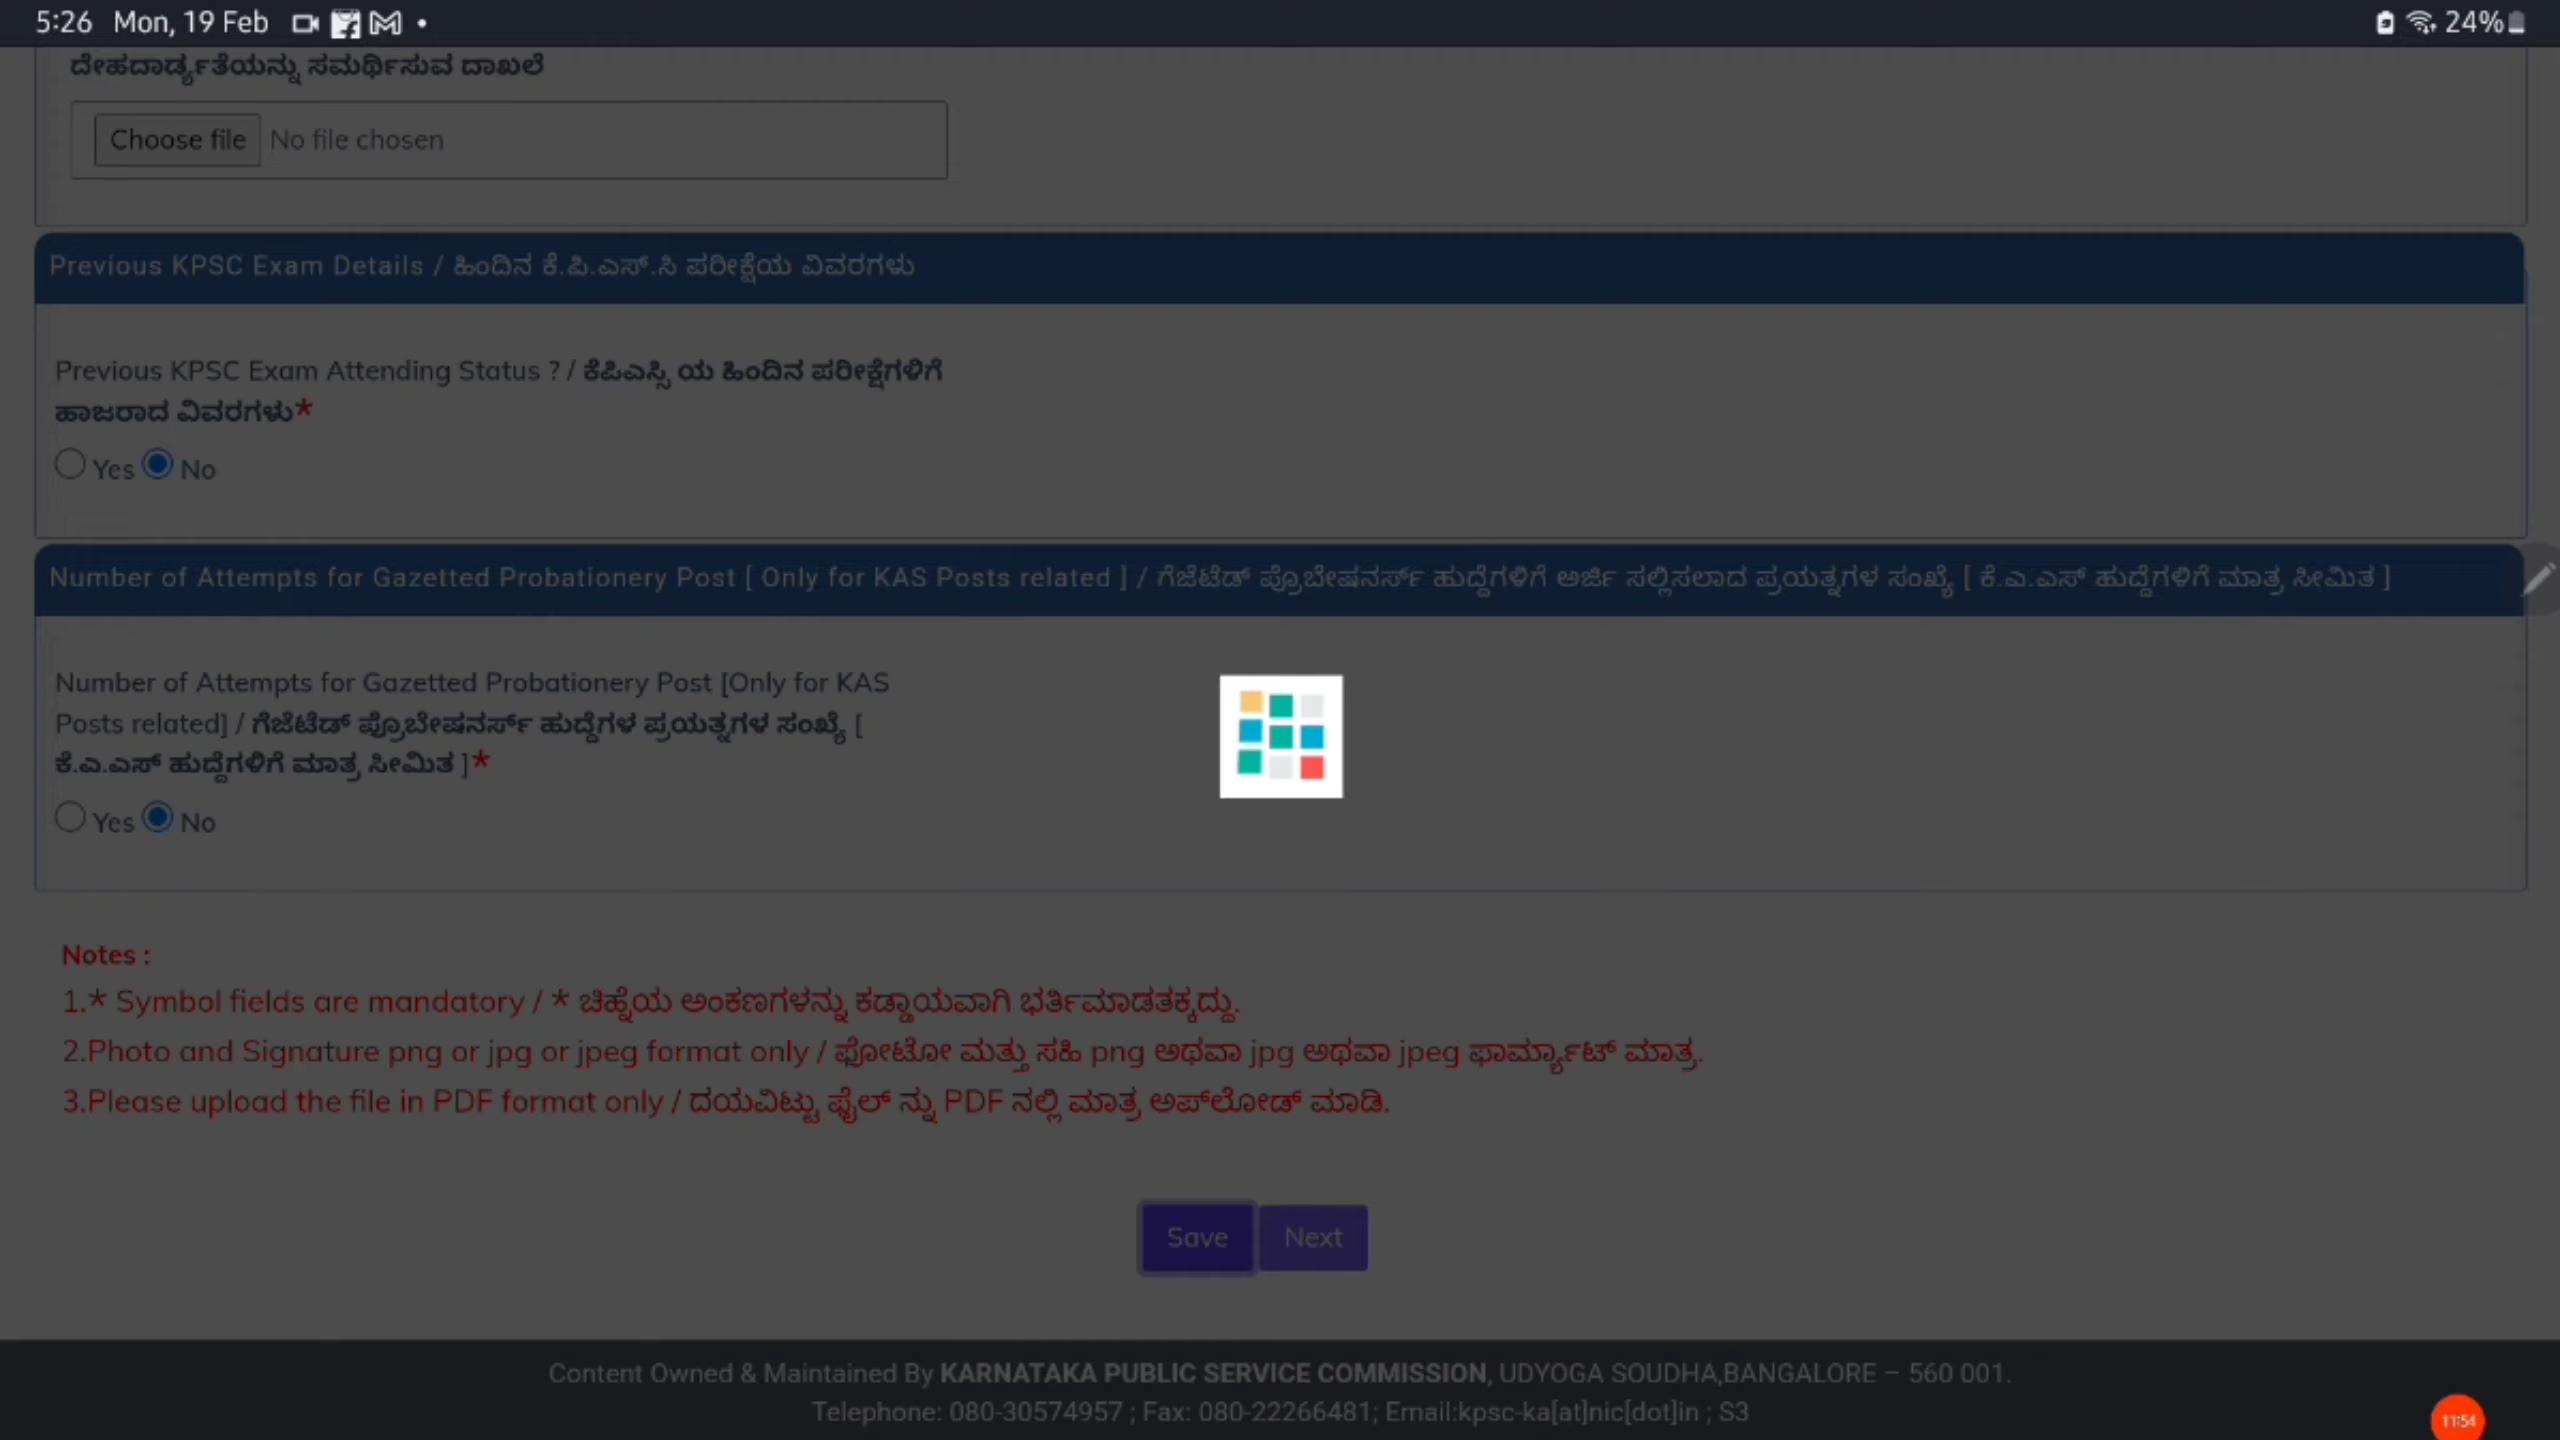 5:26 Mon, 19 Feb
24%
ದೇಹದಾರ್ಡ್ಯತೆಯನ್ನು ಸಮರ್ಥಿಸುವ ದಾಖಲೆ
Choose file No file chosen
Previous KPSC Exam Details / ಹಿಂದಿನ ಕೆ.ಪಿ.ಎಸ್.ಸಿ ಪರೀಕ್ಷೆಯ ವಿವರಗಳು
Previous KPSC Exam Attending Status ? / ಕೆಪಿಎಸ್ಸಿ ಯ ಹಿಂದಿನ ಪರೀಕ್ಷೆಗಳಿಗೆ
ಹಾಜರಾದ ವಿವರಗಳು*
Yes No
Number of Attempts for Gazetted Probationery Post [ Only for KAS Posts related ] / ಗೆಜೆಟೆಡ್ ಪ್ರೊಬೇಷನರ್ಸ್ ಹುದ್ದೆಗಳಿಗೆ ಅರ್ಜಿ ಸಲ್ಲಿಸಲಾದ ಪ್ರಯತ್ನಗಳ ಸಂಖ್ಯೆ [ ಕೆ.ಎ.ಎಸ್ ಹುದ್ದೆಗಳಿಗೆ ಮಾತ್ರ ಸೀಮಿತ ]
Number of Attempts for Gazetted Probationery Post [Only for KAS
Posts related] / ಗೆಜೆಟೆಡ್ ಪ್ರೊಬೇಷನರ್ಸ್ ಹುದ್ದೆಗಳ ಪ್ರಯತ್ನಗಳ ಸಂಖ್ಯೆ [
ಕೆ.ಎ.ಎಸ್ ಹುದ್ದೆಗಳಿಗೆ ಮಾತ್ರ ಸೀಮಿತ ]*
Yes No
Notes :
1.* Symbol fields are mandatory / * ಚಿಹ್ನೆಯ ಅಂಕಣಗಳನ್ನು ಕಡ್ಡಾಯವಾಗಿ ಭರ್ತಿಮಾಡತಕ್ಕದ್ದು.
2.Photo and Signature png or jpg or jpeg format only / ಫೋಟೋ ಮತ್ತು ಸಹಿ png ಅಥವಾ jpg ಅಥವಾ jpeg ಫಾರ್ಮ್ಯಾಟ್ ಮಾತ್ರ.
3.Please upload the file in PDF format only / ದಯವಿಟ್ಟು ಫೈಲ್ ನ್ನು PDF ನಲ್ಲಿ ಮಾತ್ರ ಅಪ್‌ಲೋಡ್ ಮಾಡಿ.
Save Next
Content Owned & Maintained By KARNATAKA PUBLIC SERVICE COMMISSION, UDYOGA SOUDHA,BANGALORE – 560 001.
Telephone: 080-30574957 ; Fax: 080-22266481; Email:kpsc-ka[at]nic[dot]in ; S3
11:54